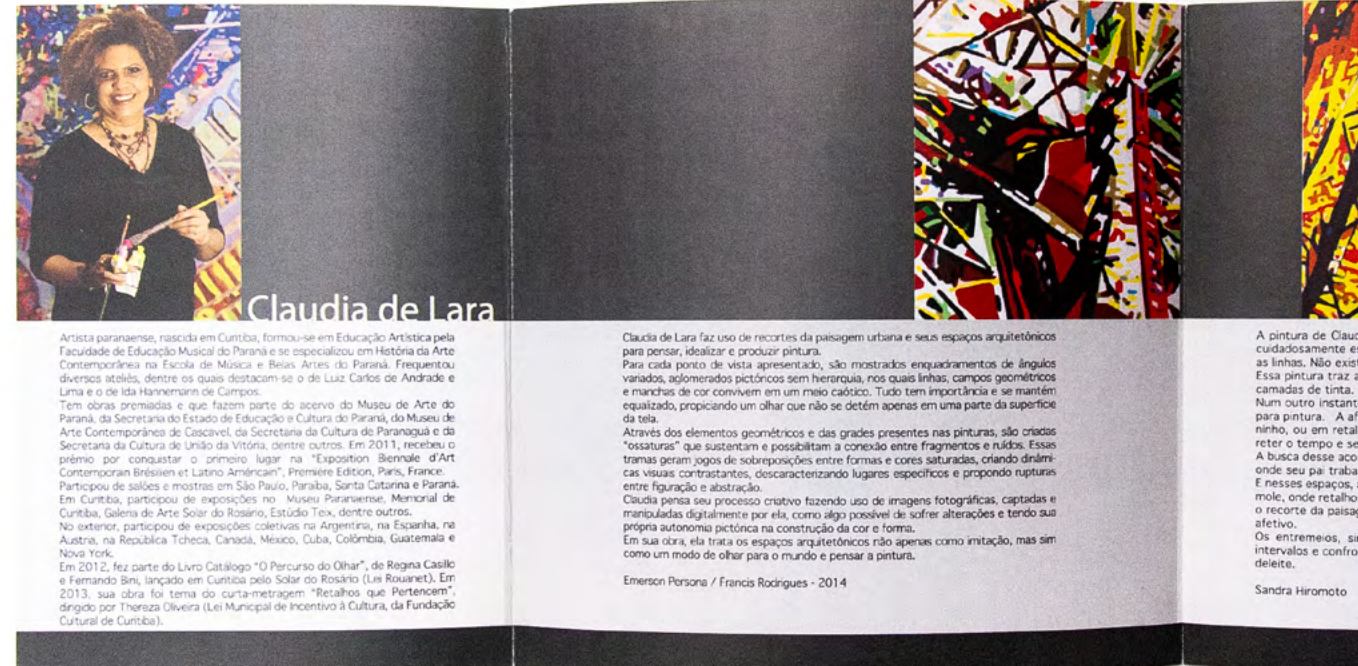 Claudia de Lara
Artista paranaense, nascida em Curitiba, formou-se em Educação Artística pela
Faculdade de Educação Musical do Paraná e se especializou em História da Arte
Contemporânea na Escola de Música e Belas Artes do Paraná. Frequentou
diversos ateliês, dentre os quais destacam-se o de Luiz Carlos de Andrade e
Lima e o de Ida Hannemann de Campos.
Tem obras premiadas e que fazem parte do acervo do Museu de Arte do
Paraná, da Secretaria do Estado de Educação e Cultura do Paraná, do Museu de
Arte Contemporânea de Cascavel, da Secretaria da Cultura de Paranaguá e da
Secretaria da Cultura de União da Vitória, dentre outros. Em 2011, recebeu o
prêmio por conquistar o primeiro lugar na "Exposition Biennale d'Art
Contemporain Brésilien et Latino Américain", Première Edition, Paris, France.
Participou de salões e mostras em São Paulo, Paraíba, Santa Catarina e Paraná.
Em Curitiba, participou de exposições no Museu Paranaense, Memorial de
Curitiba, Galeria de Arte Solar do Rosário, Estúdio Teix, dentre outros.
No exterior, participou de exposições coletivas na Argentina, na Espanha, na
Áustria, na República Tcheca, Canadá, México, Cuba, Colômbia, Guatemala e
Nova York.
Em 2012, fez parte do Livro Catálogo "O Percurso do Olhar", de Regina Casillo
e Fernando Bini, lançado em Curitiba pelo Solar do Rosário (Lei Rouanet). Em
2013, sua obra foi tema do curta-metragem "Retalhos que Pertencem",
dirigido por Thereza Oliveira (Lei Municipal de Incentivo à Cultura, da Fundação
Cultural de Curitiba).
Claudia de Lara faz uso de recortes da paisagem urbana e seus espaços arquitetônicos
para pensar, idealizar e produzir pintura.
Para cada ponto de vista apresentado, são mostrados enquadramentos de ângulos
variados, aglomerados pictóricos sem hierarquia, nos quais linhas, campos geométricos
e manchas de cor convivem em um meio caótico. Tudo tem importância e se mantém
equalizado, propiciando um olhar que não se detém apenas em uma parte da superfície
da tela.
Através dos elementos geométricos e das grades presentes nas pinturas, são criadas
"ossaturas" que sustentam e possibilitam a conexão entre fragmentos e ruídos. Essas
tramas geram jogos de sobreposições entre formas e cores saturadas, criando dinâmi-
cas visuais contrastantes, descaracterizando lugares específicos e propondo rupturas
entre figuração e abstração.
Claudia pensa seu processo criativo fazendo uso de imagens fotográficas, captadas e
manipuladas digitalmente por ela, como algo possível de sofrer alterações e tendo sua
própria autonomia pictórica na construção da cor e forma.
Em sua obra, ela trata os espaços arquitetônicos não apenas como imitação, mas sim
como um modo de olhar para o mundo e pensar a pintura.
Emerson Persona / Francis Rodrigues - 2014
A pintura de Claud
cuidadosamente es
as linhas. Não exist
Essa pintura traz a
camadas de tinta.
Num outro instant
para pintura. A af
ninho, ou em retal
reter o tempo e se
A busca desse aco
onde seu pai traba
E nesses espaços,
mole, onde retalho
o recorte da paisag
afetivo.
Os entremeios, sin
intervalos e confro
deleite.
Sandra Hiromoto